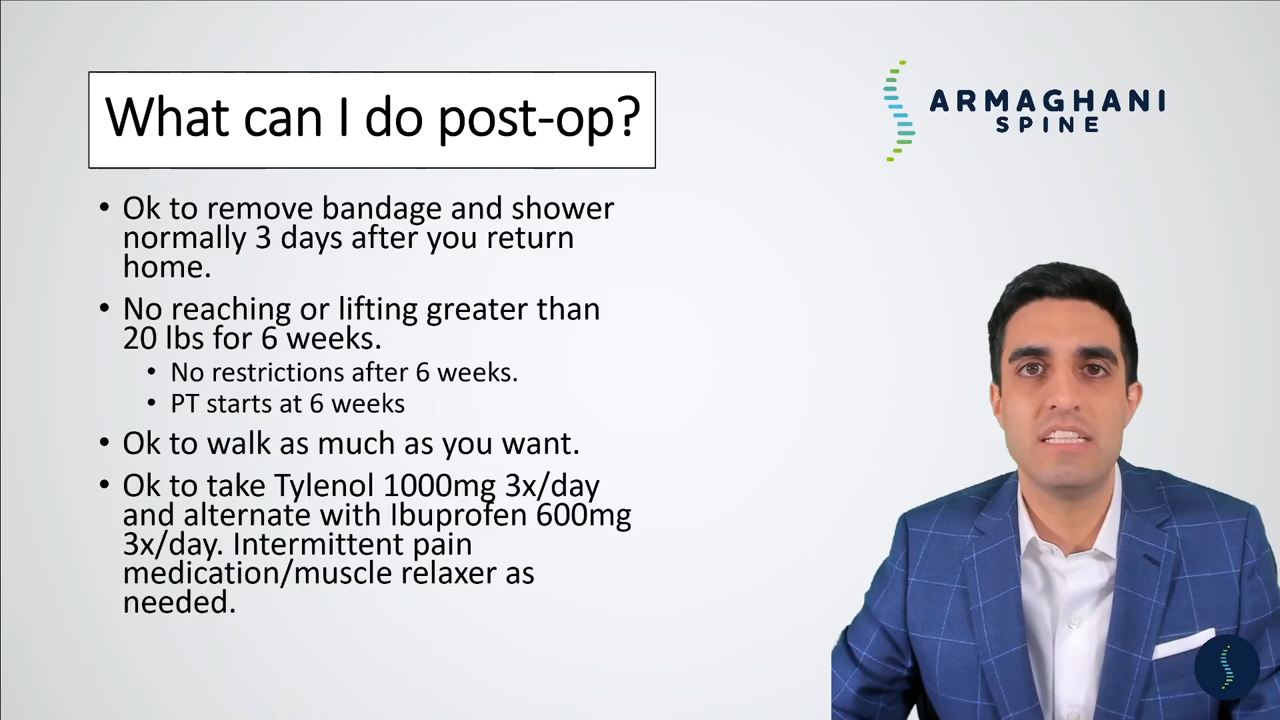 What can I do post-op?
ARMAGHANI
SPINE
• Ok to remove bandage and shower
normally 3 days after you return
home.
• No reaching or lifting greater than
20 lbs for 6 weeks.
• No restrictions after 6 weeks.
• PT starts at 6 weeks
• Ok to walk as much as you want.
• Ok to take Tylenol 1000mg 3x/day
and alternate with Ibuprofen 600mg
3x/day. Intermittent pain
medication/muscle relaxer as
needed.